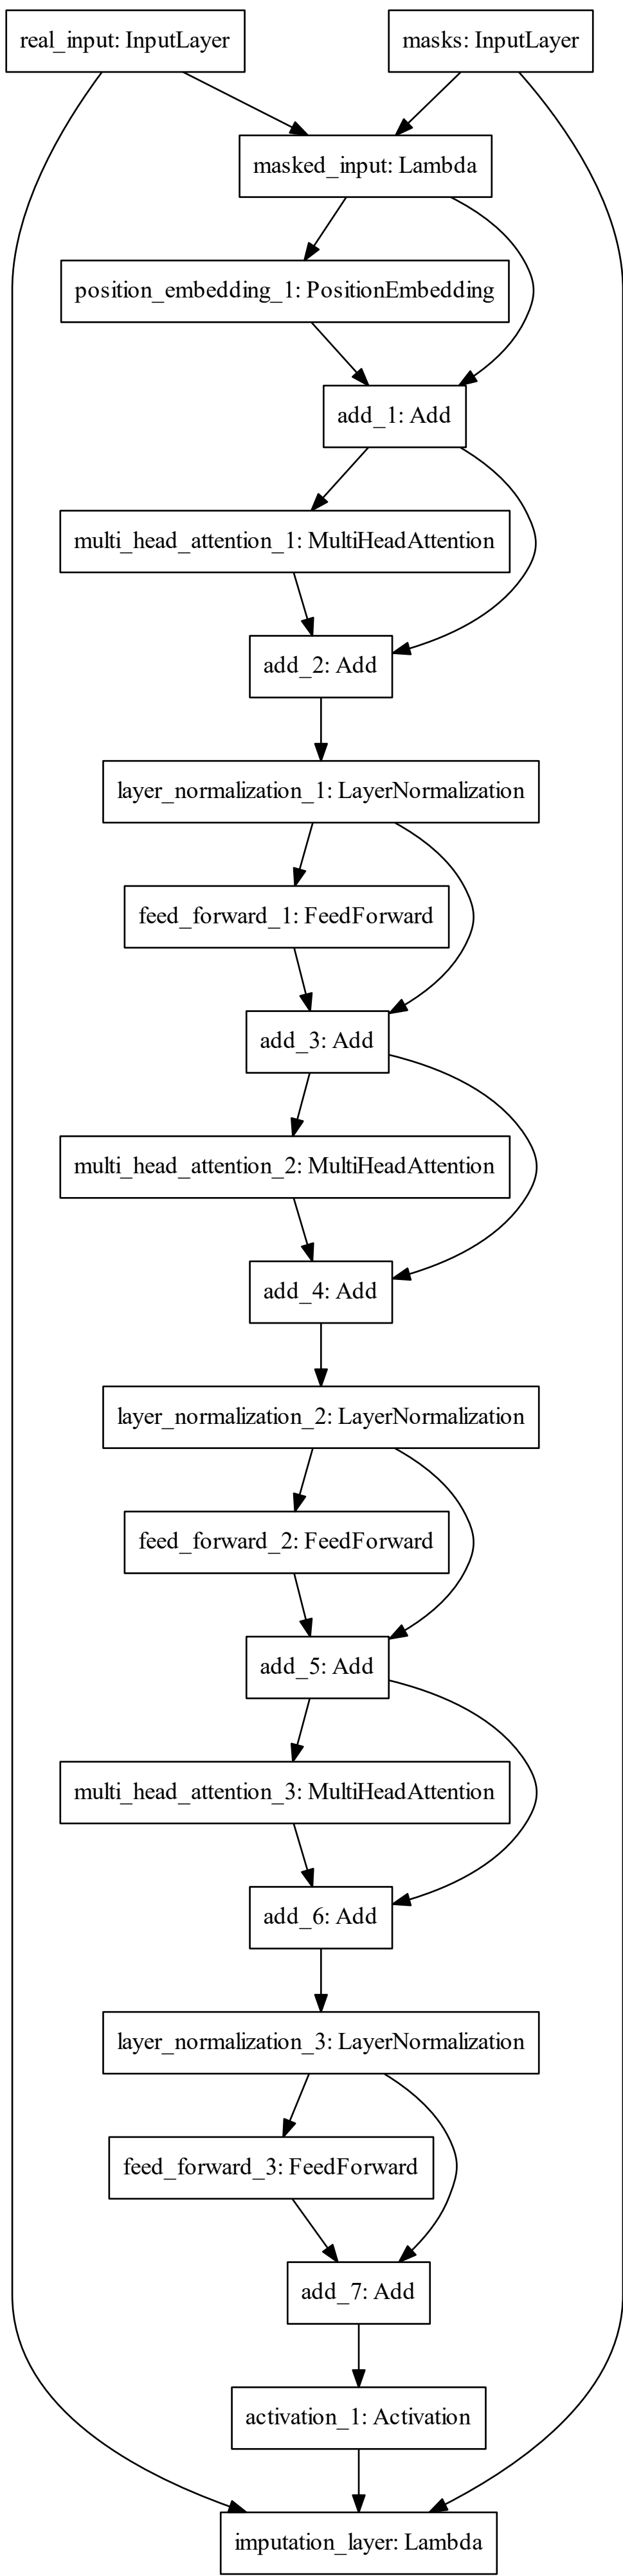 real_input: InputLayer
masks: InputLayer
masked_input: Lambda
position_embedding_1: PositionEmbedding
add_1: Add
multi_head_attention_1: MultiHeadAttention
add_2: Add
layer_normalization_1: LayerNormalization
feed_forward_1: FeedForward
add_3: Add
multi_head_attention_2: MultiHeadAttention
add_4: Add
layer_normalization_2: LayerNormalization
feed_forward_2: FeedForward
add_5: Add
multi_head_attention_3: MultiHeadAttention
add_6: Add
layer_normalization_3: LayerNormalization
feed_forward_3: FeedForward
add_7: Add
activation_1: Activation
imputation_layer: Lambda